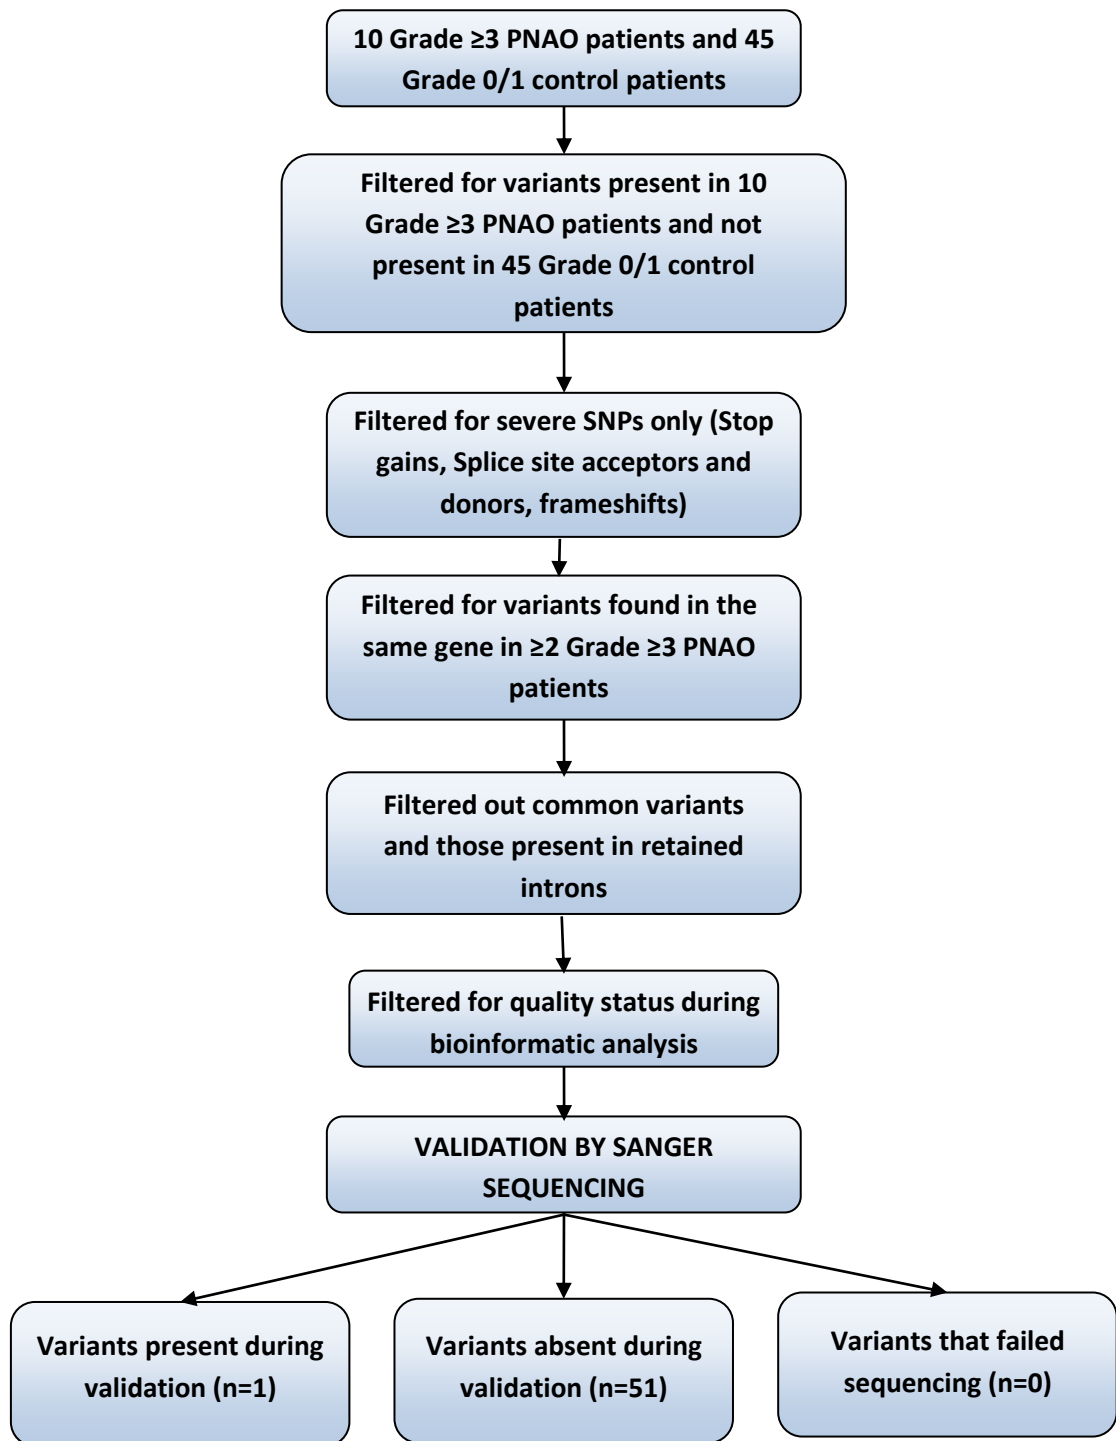 10 Grade ≥3 PNAO patients and 45
Grade 0/1 control patients
Filtered for variants present in 10
Grade ≥3 PNAO patients and not
present in 45 Grade 0/1 control
patients
Filtered for severe SNPs only (Stop
gains, Splice site acceptors and
donors, frameshifts)
Filtered for variants found in the
same gene in ≥2 Grade ≥3 PNAO
patients
Filtered out common variants
and those present in retained
introns
Filtered for quality status during
bioinformatic analysis
VALIDATION BY SANGER
SEQUENCING
Variants present during
validation (n=1)
Variants absent during
validation (n=51)
Variants that failed
sequencing (n=0)